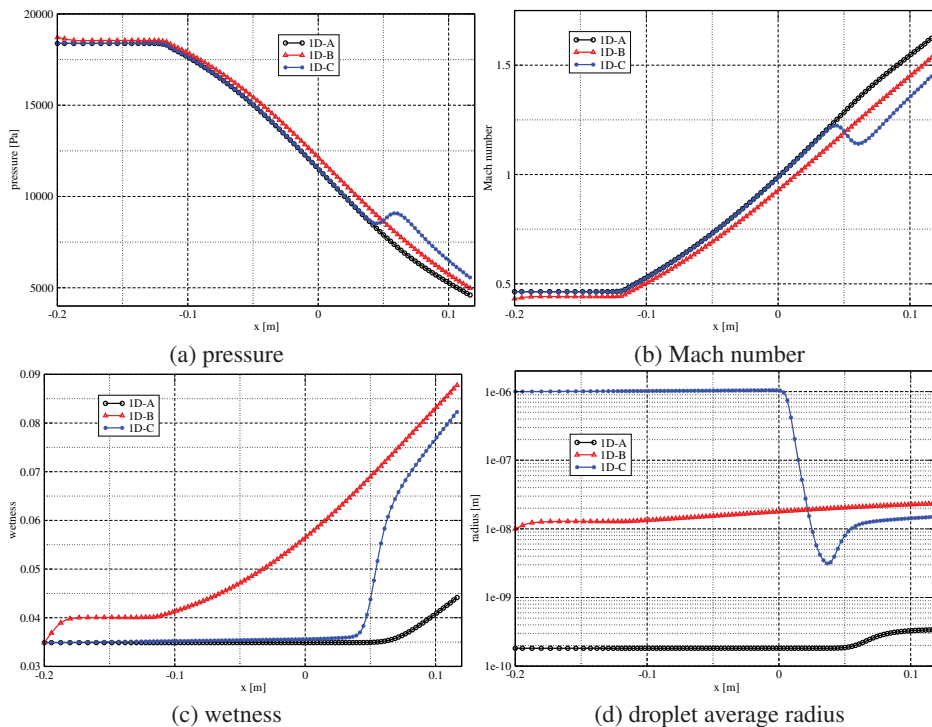 20000
15000
10000
5000
pressure [Pa]
1D-A
1D-B
1D-C
-0.2
-0.1
0
0.1
x [m]
(a) pressure
1.5
1
0.5
Mach number
1D-A
1D-B
1D-C
-0.2
-0.1
0
0.1
x [m]
(b) Mach number
0.09
0.08
0.07
0.06
0.05
0.04
0.03
wetness
1D-A
1D-B
1D-C
-0.2
-0.1
0
0.1
x [m]
(c) wetness
1e-06
1e-07
1e-08
1e-09
1e-10
radius [m]
1D-A
1D-B
1D-C
-0.2
-0.1
0
0.1
x [m]
(d) droplet average radius